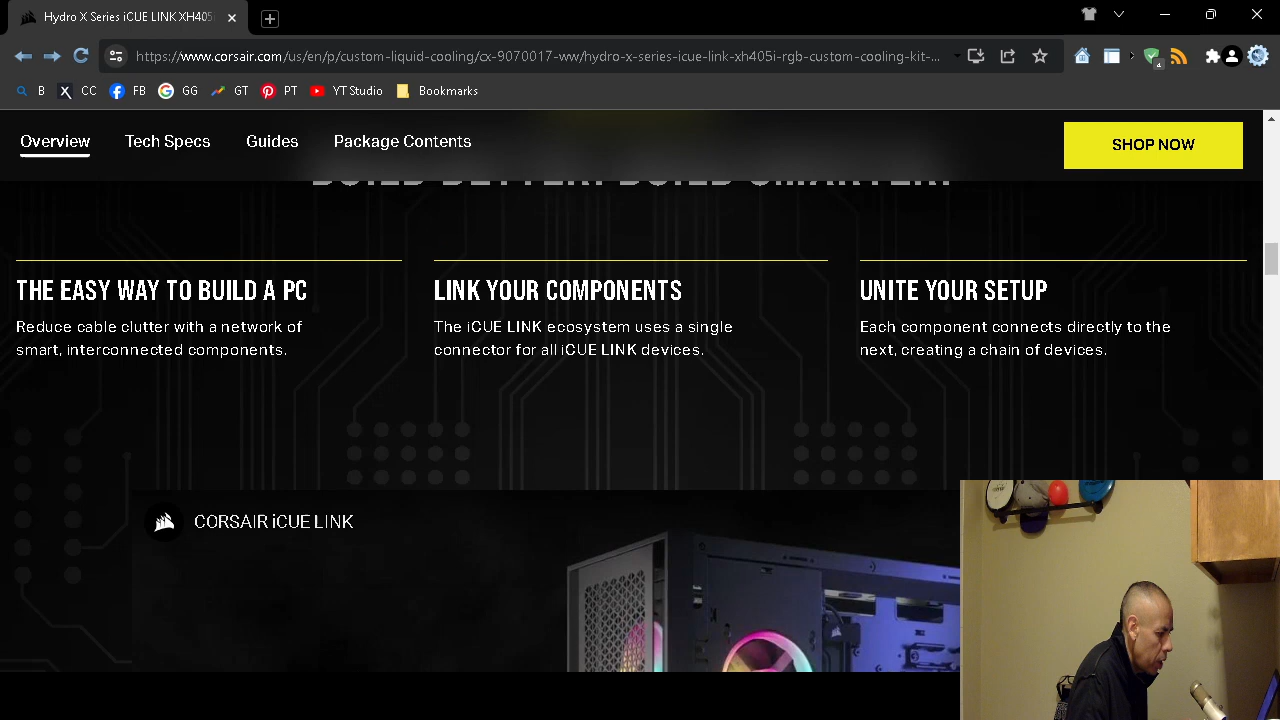 Hydro X Series iCUE LINK XH405i
https://www.corsair.com/us/en/p/custom-liquid-cooling/cx-9070017-ww/hydro-x-series-icue-link-xh405i-rgb-custom-cooling-kit-...
B CC FB GG GT PT YT Studio Bookmarks
Overview Tech Specs Guides Package Contents SHOP NOW
BUILD BETTER. BUILD SMARTER.
THE EASY WAY TO BUILD A PC
Reduce cable clutter with a network of
smart, interconnected components.
LINK YOUR COMPONENTS
The iCUE LINK ecosystem uses a single
connector for all iCUE LINK devices.
UNITE YOUR SETUP
Each component connects directly to the
next, creating a chain of devices.
CORSAIR iCUE LINK